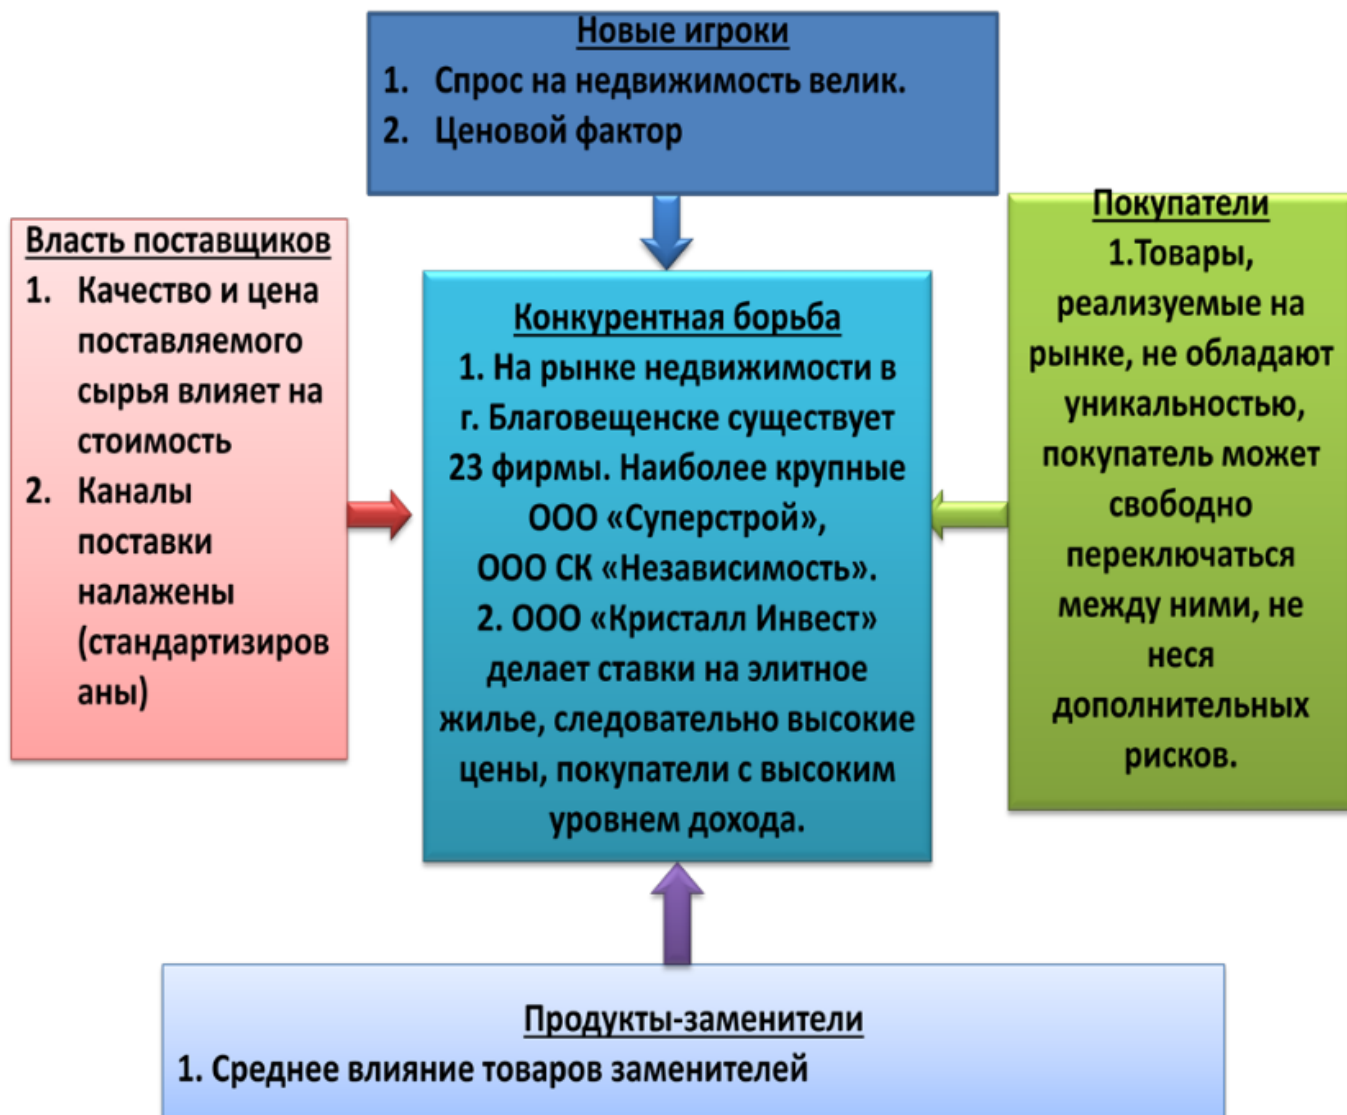 Новые игроки
1. Спрос на недвижимость велик.
2. Ценовой фактор
Власть поставщиков
1. Качество и цена
поставляемого
сырья влияет на
стоимость
2. Каналы
поставки
налажены
(стандартизиров
аны)
Конкурентная борьба
1. На рынке недвижимости в
г. Благовещенске существует
23 фирмы. Наиболее крупные
ООО «Суперстрой»,
ООО СК «Независимость».
2. ООО «Кристалл Инвест»
делает ставки на элитное
жилье, следовательно высокие
цены, покупатели с высоким
уровнем дохода.
Покупатели
1.Товары,
реализуемые на
рынке, не обладают
уникальностью,
покупатель может
свободно
переключаться
между ними, не
неся
дополнительных
рисков.
Продукты-заменители
1. Среднее влияние товаров заменителей